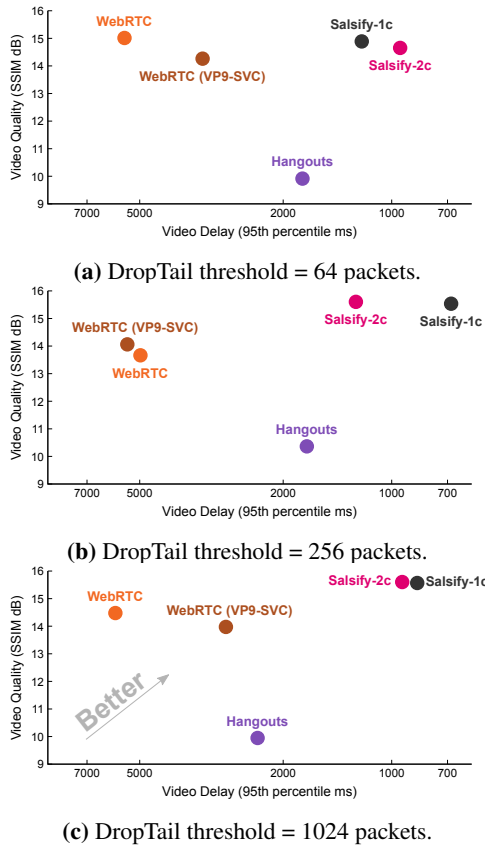 16
15
14
13
12
11
10
9
Video Quality (SSIM dB)
WebRTC
WebRTC (VP9-SVC)
Salsify-1c
Salsify-2c
Hangouts
7000 5000 2000 1000 700
Video Delay (95th percentile ms)
(a) DropTail threshold = 64 packets.
16
15
14
13
12
11
10
9
Video Quality (SSIM dB)
WebRTC (VP9-SVC)
WebRTC
Salsify-2c
Salsify-1c
Hangouts
7000 5000 2000 1000 700
Video Delay (95th percentile ms)
(b) DropTail threshold = 256 packets.
16
15
14
13
12
11
10
9
Video Quality (SSIM dB)
WebRTC
WebRTC (VP9-SVC)
Salsify-2c
Salsify-1c
Better
Hangouts
7000 5000 2000 1000 700
Video Delay (95th percentile ms)
(c) DropTail threshold = 1024 packets.